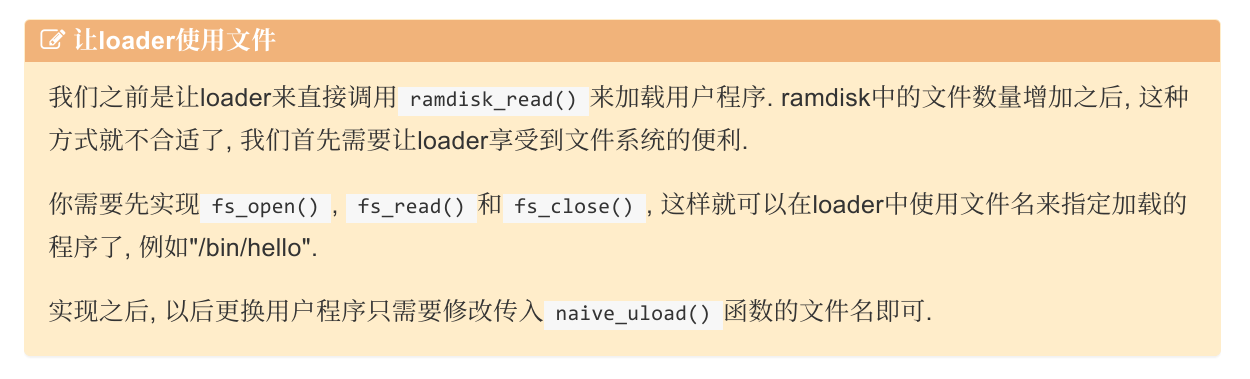 让loader使用文件
我们之前是让loader来直接调用 ramdisk_read() 来加载用户程序. ramdisk中的文件数量增加之后, 这种
方式就不合适了, 我们首先需要让loader享受到文件系统的便利.
你需要先实现 fs_open() , fs_read() 和 fs_close() , 这样就可以在loader中使用文件名来指定加载的
程序了, 例如"/bin/hello".
实现之后, 以后更换用户程序只需要修改传入 naive_uload() 函数的文件名即可.